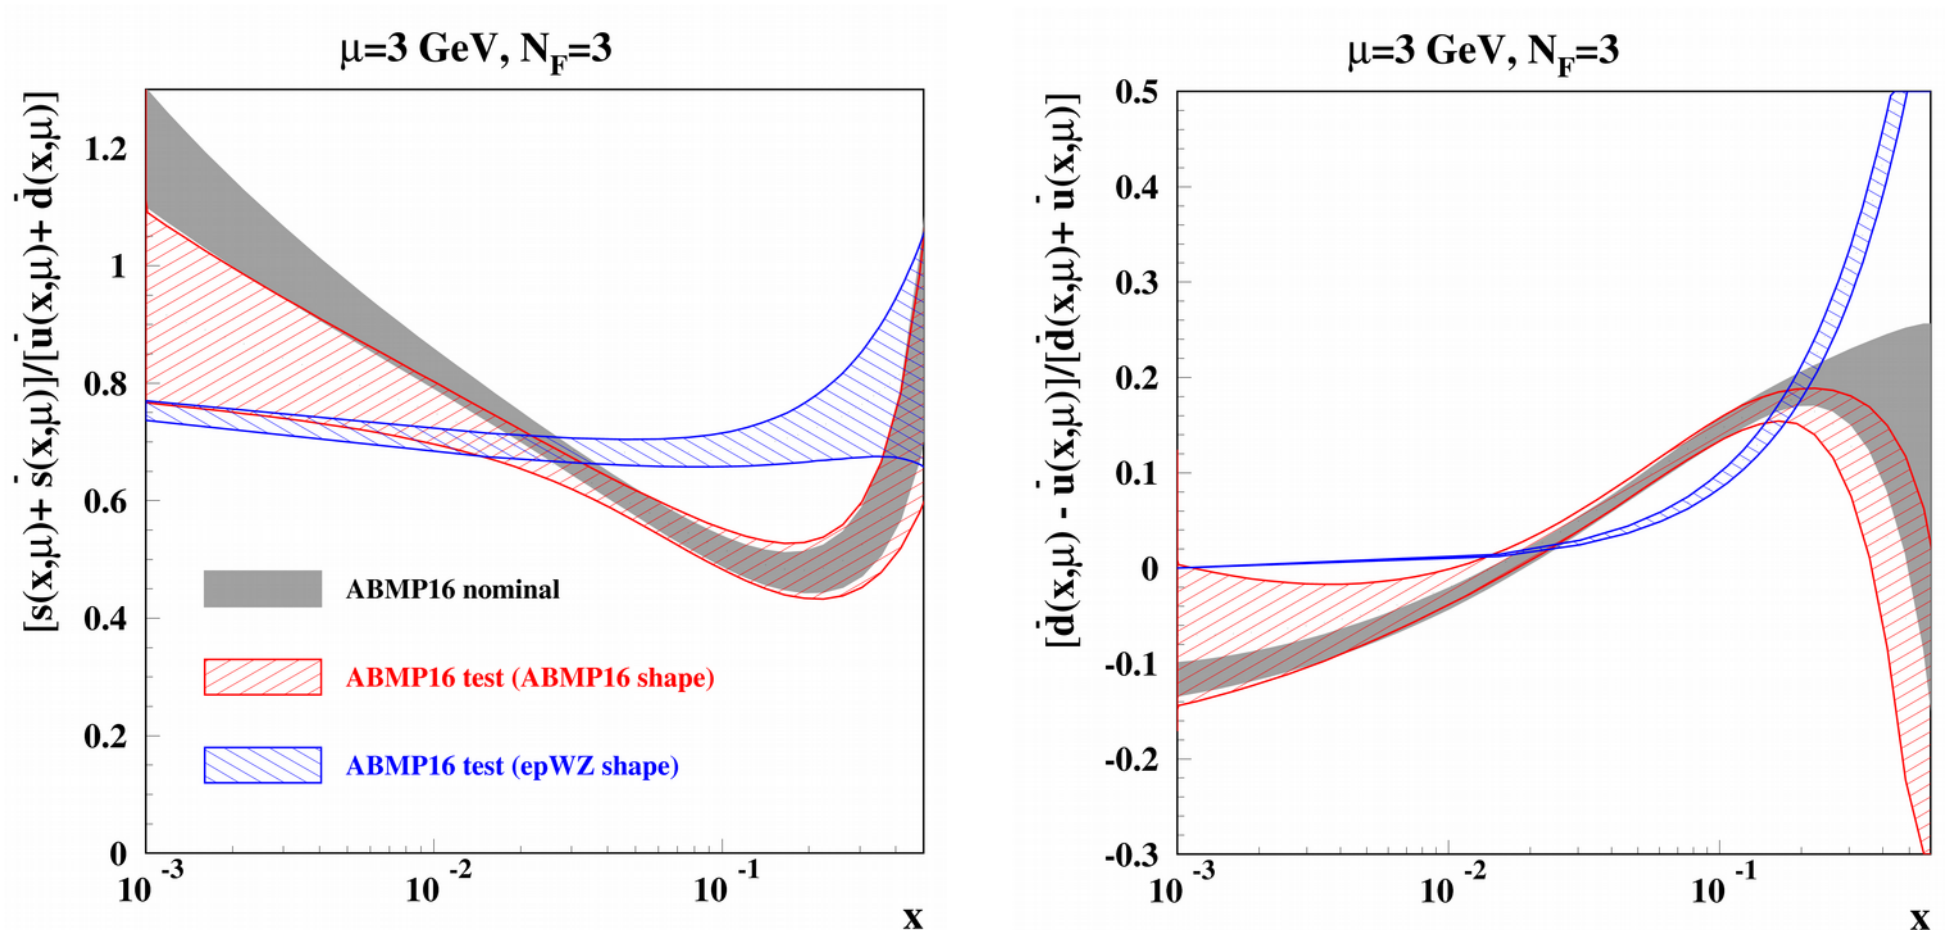 μ=3 GeV, N_F=3
[s(x,μ)+ s̄(x,μ)]/[ū(x,μ)+ d̄(x,μ)]
1.2
1
0.8
0.6
0.4
0.2
0
ABMP16 nominal
ABMP16 test (ABMP16 shape)
ABMP16 test (epWZ shape)
10^-3
10^-2
10^-1
x
μ=3 GeV, N_F=3
[d̄(x,μ) - ū(x,μ)]/[d̄(x,μ)+ ū(x,μ)]
0.5
0.4
0.3
0.2
0.1
0
-0.1
-0.2
-0.3
10^-3
10^-2
10^-1
x